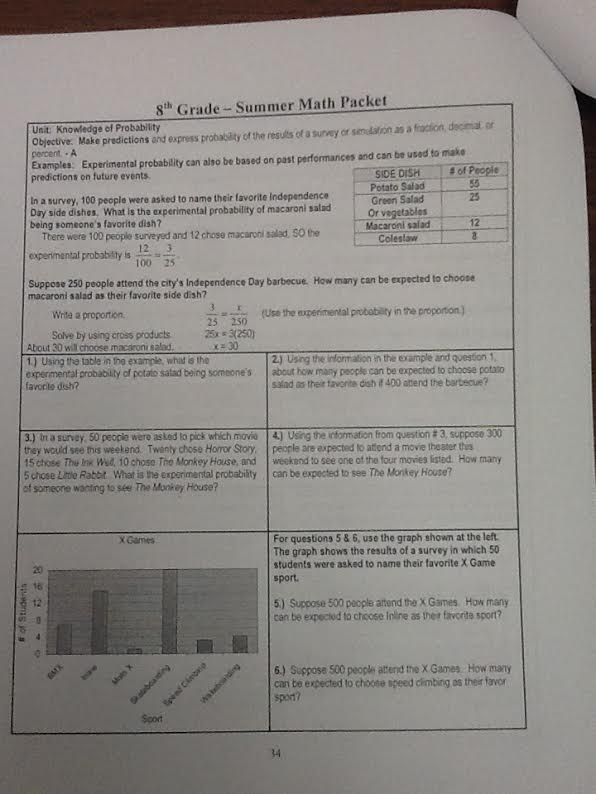 8th Grade – Summer Math Packet
Unit: Knowledge of Probability
Objective: Make predictions and express probability of the results of a survey or simulation as a fraction, decimal, or
percent. - A
Examples: Experimental probability can also be based on past performances and can be used to make
predictions on future events.
SIDE DISH # of People
Potato Salad 55
Green Salad 25
Or vegetables
Macaroni salad 12
Coleslaw 8
In a survey, 100 people were asked to name their favorite Independence
Day side dishes. What is the experimental probability of macaroni salad
being someone's favorite dish?
There were 100 people surveyed and 12 chose macaroni salad, SO the
experimental probability is 12/100 = 3/25.
Suppose 250 people attend the city's Independence Day barbecue. How many can be expected to choose
macaroni salad as their favorite side dish?
Write a proportion. 3/25 = x/250 (Use the experimental probability in the proportion.)
Solve by using cross products. 25x = 3(250)
About 30 will choose macaroni salad. x = 30
1.) Using the table in the example, what is the
experimental probability of potato salad being someone's
favorite dish?
2.) Using the information in the example and question 1,
about how many people can be expected to choose potato
salad as their favorite dish if 400 attend the barbecue?
3.) In a survey, 50 people were asked to pick which movie
they would see this weekend. Twenty chose Horror Story,
15 chose The Ink Well, 10 chose The Monkey House, and
5 chose Little Rabbit. What is the experimental probability
of someone wanting to see The Monkey House?
4.) Using the information from question # 3, suppose 300
people are expected to attend a movie theater this
weekend to see one of the four movies listed. How many
can be expected to see The Monkey House?
X Games
# of Students
20
16
12
8
4
0
BMX
Inline
Moto X
Skateboarding
Speed Climbing
Wakeboarding
Sport
For questions 5 & 6, use the graph shown at the left.
The graph shows the results of a survey in which 50
students were asked to name their favorite X Game
sport.
5.) Suppose 500 people attend the X Games. How many
can be expected to choose Inline as their favorite sport?
6.) Suppose 500 people attend the X Games. How many
can be expected to choose speed climbing as their favor
sport?
34